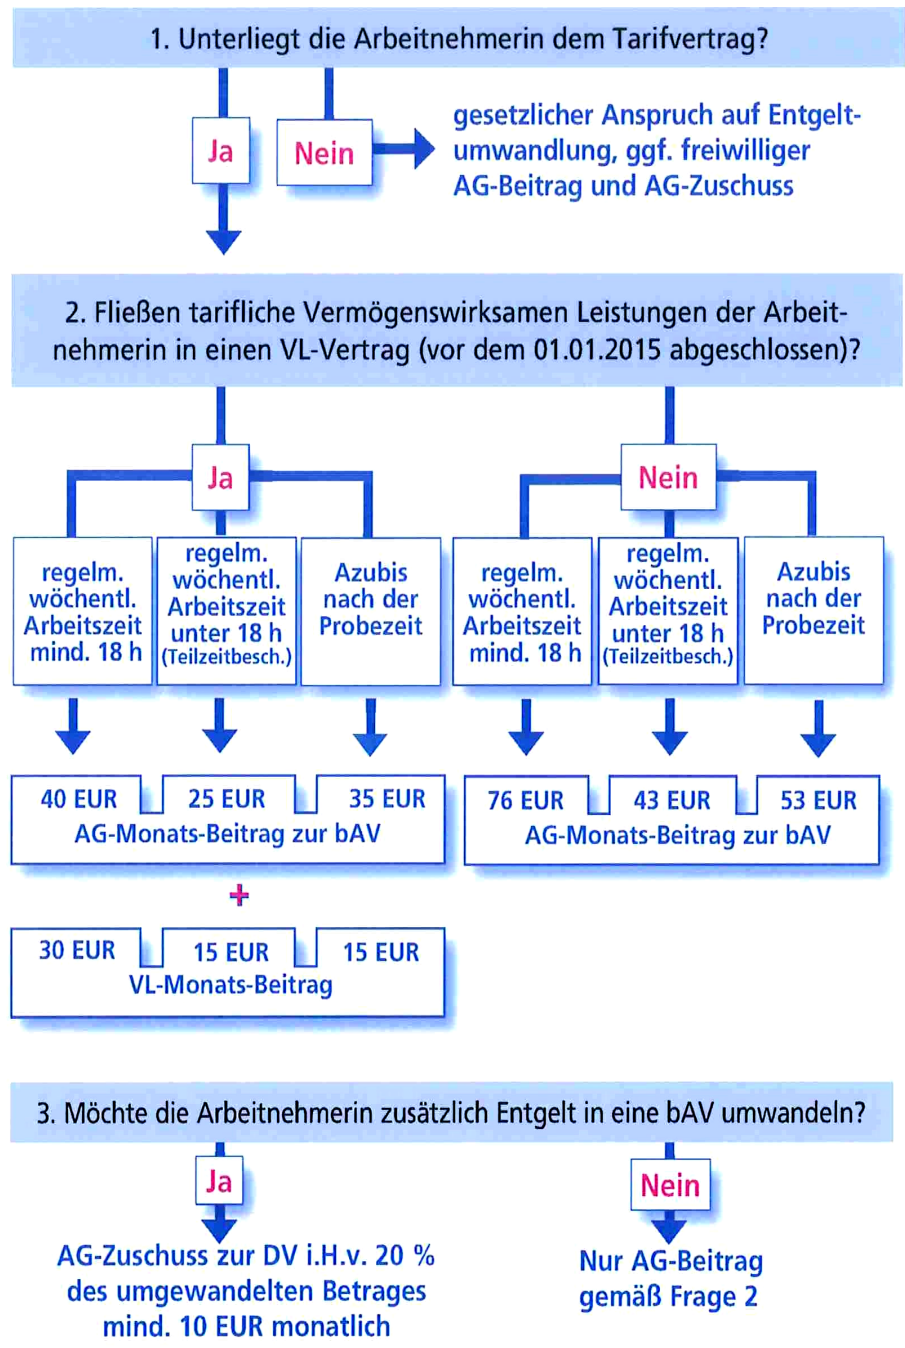 1. Unterliegt die Arbeitnehmerin dem Tarifvertrag?
Ja
Nein
gesetzlicher Anspruch auf Entgelt-
umwandlung, ggf. freiwilliger
AG-Beitrag und AG-Zuschuss
2. Fließen tarifliche Vermögenswirksamen Leistungen der Arbeit-
nehmerin in einen VL-Vertrag (vor dem 01.01.2015 abgeschlossen)?
Ja
regelm.
wöchentl.
Arbeitszeit
mind. 18 h
regelm.
wöchentl.
Arbeitszeit
unter 18 h
(Teilzeitbesch.)
Azubis
nach der
Probezeit
Nein
regelm.
wöchentl.
Arbeitszeit
mind. 18 h
regelm.
wöchentl.
Arbeitszeit
unter 18 h
(Teilzeitbesch.)
Azubis
nach der
Probezeit
40 EUR 25 EUR 35 EUR
AG-Monats-Beitrag zur bAV
76 EUR 43 EUR 53 EUR
AG-Monats-Beitrag zur bAV
+
30 EUR 15 EUR 15 EUR
VL-Monats-Beitrag
3. Möchte die Arbeitnehmerin zusätzlich Entgelt in eine bAV umwandeln?
Ja
AG-Zuschuss zur DV i.H.v. 20 %
des umgewandelten Betrages
mind. 10 EUR monatlich
Nein
Nur AG-Beitrag
gemäß Frage 2